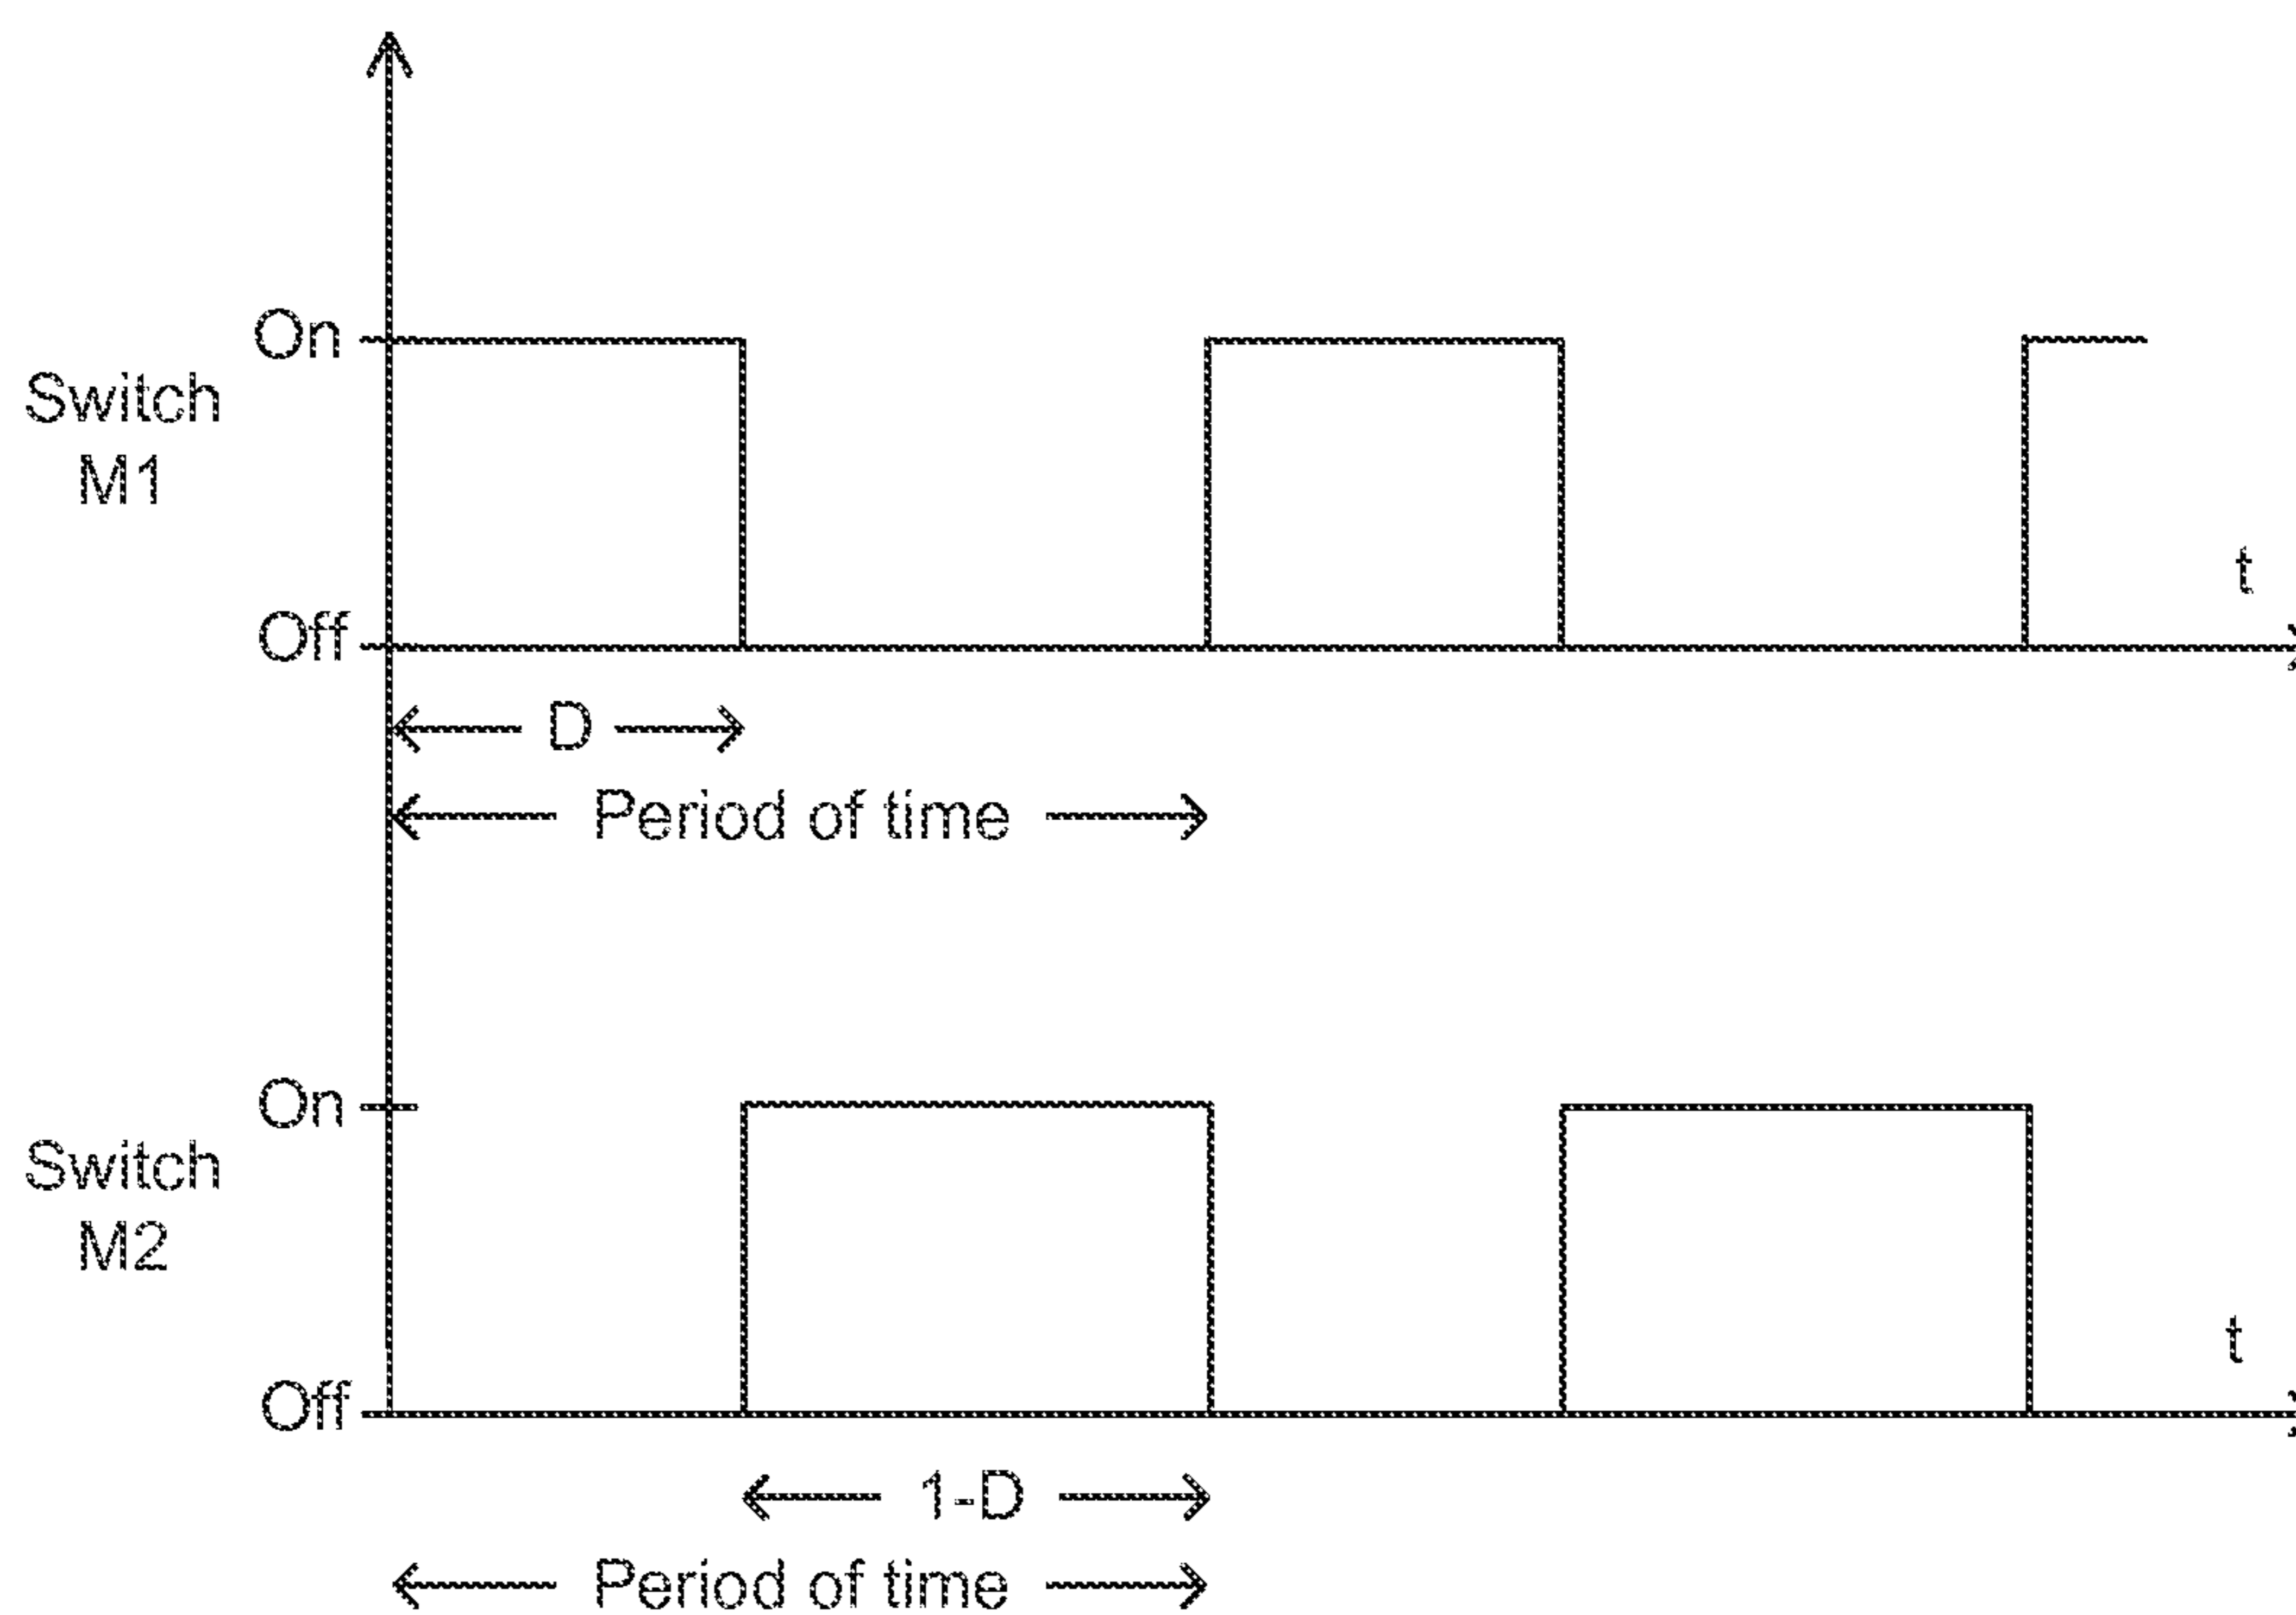 On
Switch
M1
Off
t
D
Period of time
On
Switch
M2
Off
t
1-D
Period of time